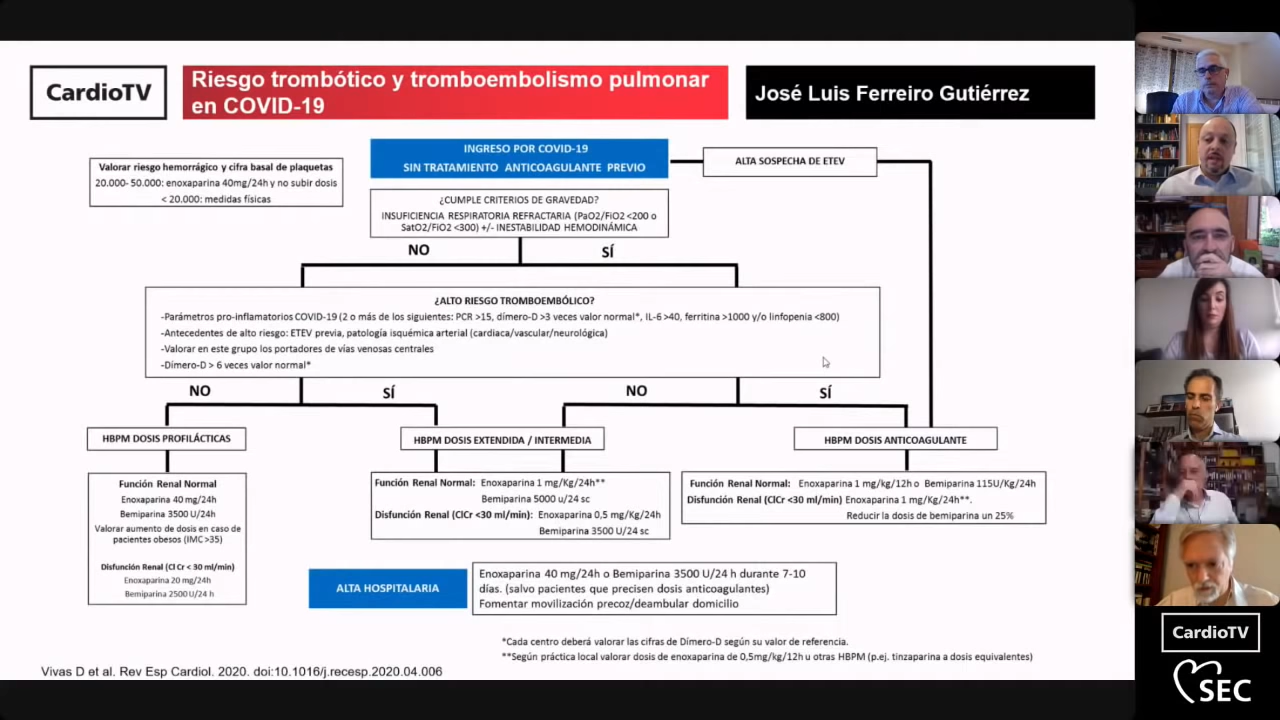 CardioTV
Riesgo trombótico y tromboembolismo pulmonar
en COVID-19
José Luis Ferreiro Gutiérrez
Valorar riesgo hemorrágico y cifra basal de plaquetas
20.000- 50.000: enoxaparina 40mg/24h y no subir dosis
< 20.000: medidas físicas
INGRESO POR COVID-19
SIN TRATAMIENTO ANTICOAGULANTE PREVIO
ALTA SOSPECHA DE ETEV
¿CUMPLE CRITERIOS DE GRAVEDAD?
INSUFICIENCIA RESPIRATORIA REFRACTARIA (PaO2/FiO2 <200 o
SatO2/FiO2 <300) +/- INESTABILIDAD HEMODINÁMICA
NO
SÍ
¿ALTO RIESGO TROMBOEMBÓLICO?
-Parámetros pro-inflamatorios COVID-19 (2 o más de los siguientes: PCR >15, dímero-D >3 veces valor normal*, IL-6 >40, ferritina >1000 y/o linfopenia <800)
-Antecedentes de alto riesgo: ETEV previa, patología isquémica arterial (cardiaca/vascular/neurológica)
-Valorar en este grupo los portadores de vías venosas centrales
-Dímero-D > 6 veces valor normal*
NO
SÍ
NO
SÍ
HBPM DOSIS PROFILÁCTICAS
HBPM DOSIS EXTENDIDA / INTERMEDIA
HBPM DOSIS ANTICOAGULANTE
Función Renal Normal
Enoxaparina 40 mg/24h
Bemiparina 3500 U/24h
Valorar aumento de dosis en caso de
pacientes obesos (IMC >35)
Disfunción Renal (Cl Cr < 30 ml/min)
Enoxaparina 20 mg/24h
Bemiparina 2500 U/24 h
Función Renal Normal: Enoxaparina 1 mg/Kg/24h**
Bemiparina 5000 u/24 sc
Disfunción Renal (ClCr <30 ml/min): Enoxaparina 0,5 mg/Kg/24h
Bemiparina 3500 U/24 sc
Función Renal Normal: Enoxaparina 1 mg/kg/12h o Bemiparina 115U/Kg/24h
Disfunción Renal (ClCr <30 ml/min) Enoxaparina 1 mg/Kg/24h**.
Reducir la dosis de bemiparina un 25%
ALTA HOSPITALARIA
Enoxaparina 40 mg/24h o Bemiparina 3500 U/24 h durante 7-10
días. (salvo pacientes que precisen dosis anticoagulantes)
Fomentar movilización precoz/deambular domicilio
*Cada centro deberá valorar las cifras de Dímero-D según su valor de referencia.
**Según práctica local valorar dosis de enoxaparina de 0,5mg/kg/12h u otras HBPM (p.ej. tinzaparina a dosis equivalentes)
Vivas D et al. Rev Esp Cardiol. 2020. doi:10.1016/j.recesp.2020.04.006
CardioTV
SEC